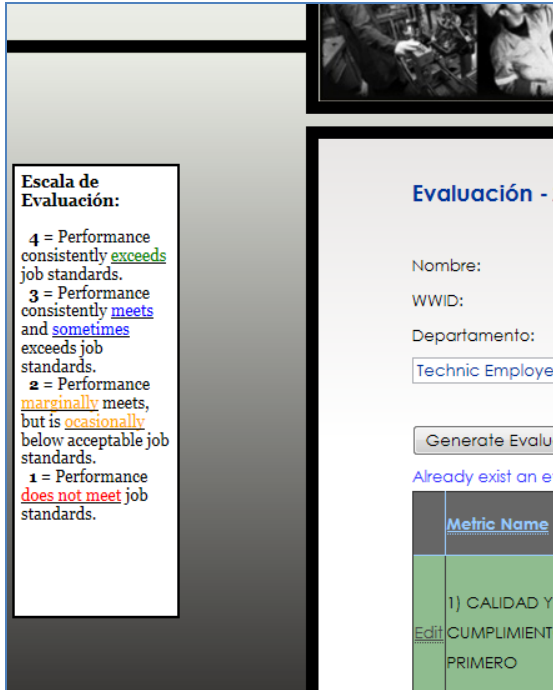 Escala de
Evaluación:
4 = Performance
consistently exceeds
job standards.
3 = Performance
consistently meets
and sometimes
exceeds job
standards.
2 = Performance
marginally meets,
but is ocasionally
below acceptable job
standards.
1 = Performance
does not meet job
standards.
Evaluación -
Nombre:
WWID:
Departamento:
Technic Employe
Generate Evalu
Already exist an e
Metric Name
Edit
1) CALIDAD Y
CUMPLIMIENT
PRIMERO